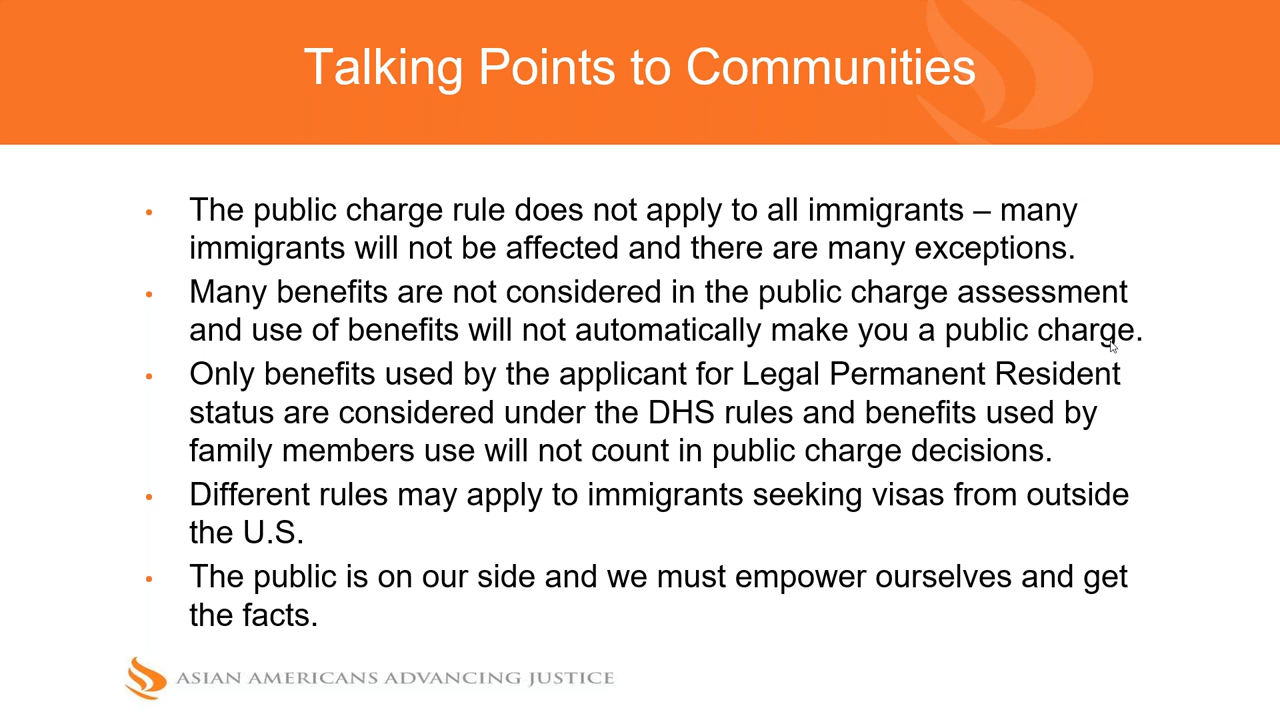 Talking Points to Communities
• The public charge rule does not apply to all immigrants – many
immigrants will not be affected and there are many exceptions.
• Many benefits are not considered in the public charge assessment
and use of benefits will not automatically make you a public charge.
• Only benefits used by the applicant for Legal Permanent Resident
status are considered under the DHS rules and benefits used by
family members use will not count in public charge decisions.
• Different rules may apply to immigrants seeking visas from outside
the U.S.
• The public is on our side and we must empower ourselves and get
the facts.
ASIAN AMERICANS ADVANCING JUSTICE